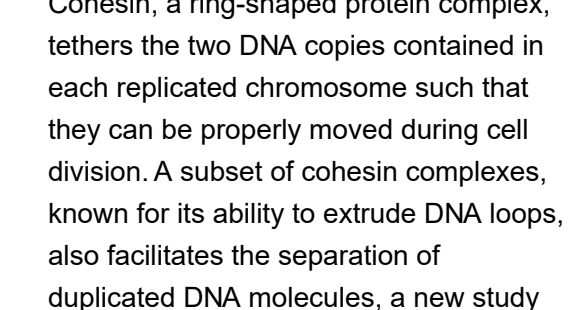 Cohesin, a ring-shaped protein complex,
tethers the two DNA copies contained in
each replicated chromosome such that
they can be properly moved during cell
division. A subset of cohesin complexes,
known for its ability to extrude DNA loops,
also facilitates the separation of
duplicated DNA molecules, a new study